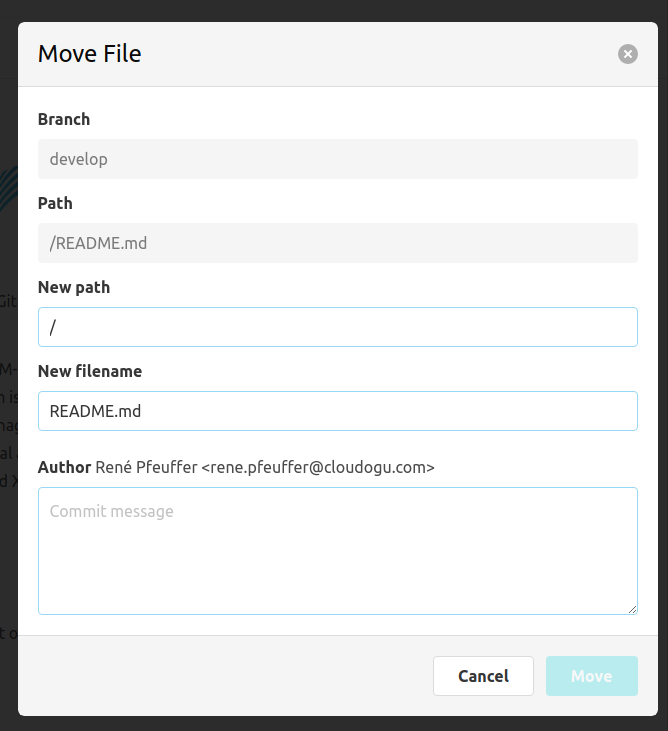 Move File
Branch
develop
Path
/README.md
New path
/
New filename
README.md
Author René Pfeuffer <rene.pfeuffer@cloudogu.com>
Commit message
Cancel
Move